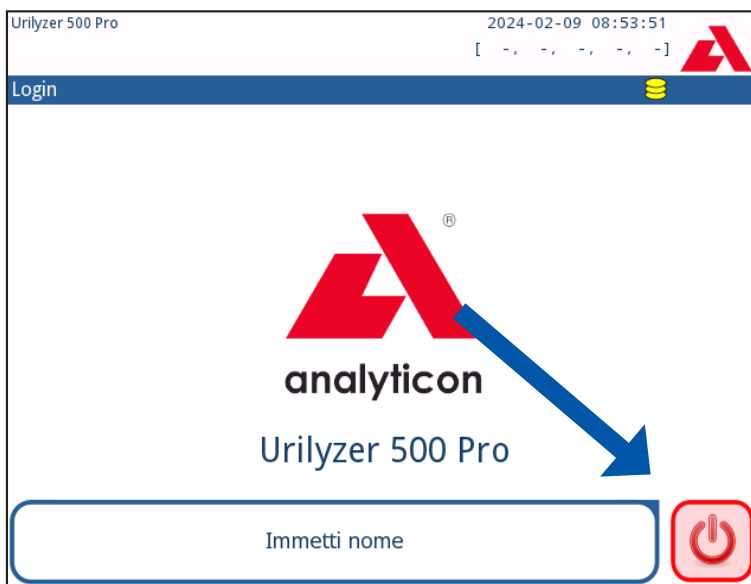 Urilyzer 500 Pro
2024-02-09 08:53:51
[ -, -, -, -, -]
Login
®
analyticon
Urilyzer 500 Pro
Immetti nome